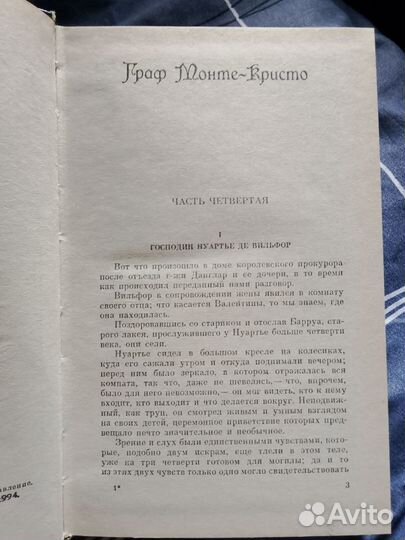 Граф Монте-Кристо
ЧАСТЬ ЧЕТВЕРТАЯ
I
ГОСПОДИН НУАРТЬЕ ДЕ ВИЛЬФОР
Вот что произошло в доме королевского прокурора
после отъезда г-жи Данглар и ее дочери, в то время
как происходил переданный нами разговор.
Вильфор в сопровождении жены явился в комнату
своего отца; что касается Валентины, то мы знаем, где
она находилась.
Поздоровавшись со стариком и отослав Барруа, ста-
рого лакея, прослужившего у Нуартье больше четверти
века, они сели.
Нуартье сидел в большом кресле на колесиках,
куда его сажали утром и откуда поднимали вечером;
перед ним было зеркало, в котором отражалась вся
комната, так что, даже не шевелясь, — что, впрочем,
было для него невозможно, — он мог видеть, кто к нему
входит, кто выходит и что делается вокруг. Неподвиж-
ный, как труп, он смотрел живым и умным взглядом
на своих детей, церемонное приветствие которых пред-
вещало нечто значительное и необычное.
Зрение и слух были единственными чувствами, кото-
рые, подобно двум искрам, еще тлели в этом теле,
уже на три четверти готовом для могилы; да и то
из этих двух чувств только одно могло свидетельствовать
1*
3
авление.
994.
Avito